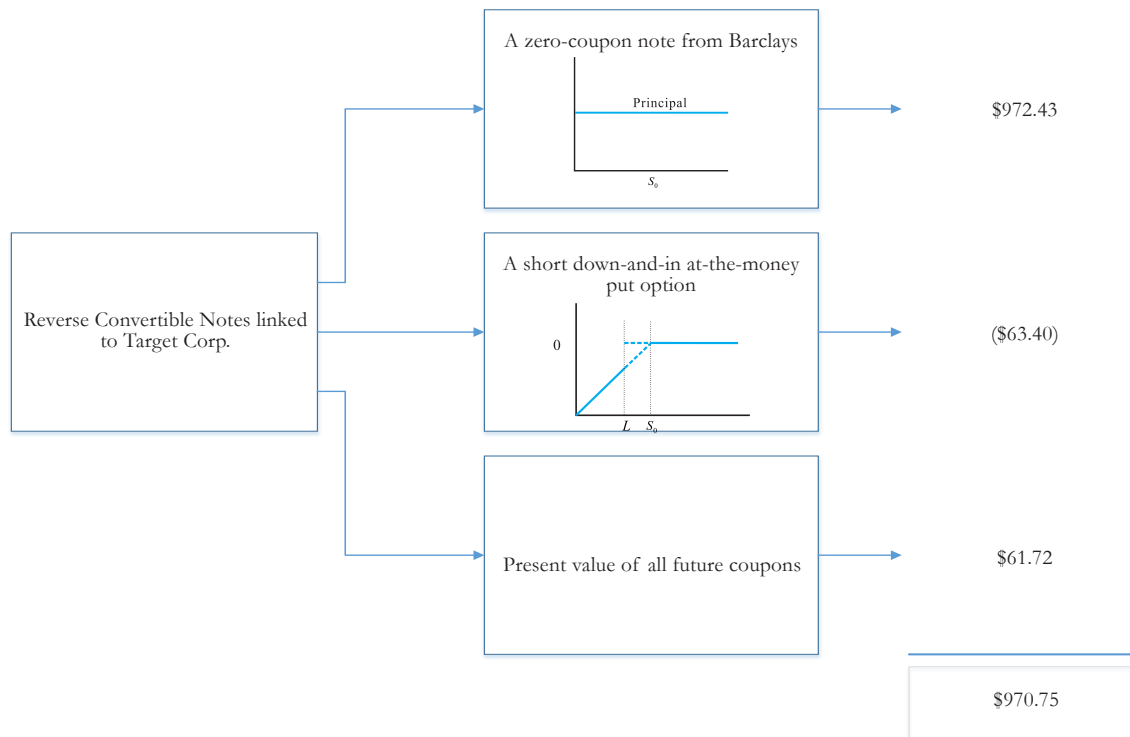 A zero-coupon note from Barclays
Principal
S₀
$972.43
Reverse Convertible Notes linked
to Target Corp.
A short down-and-in at-the-money
put option
0
L S₀
($63.40)
Present value of all future coupons
$61.72
$970.75